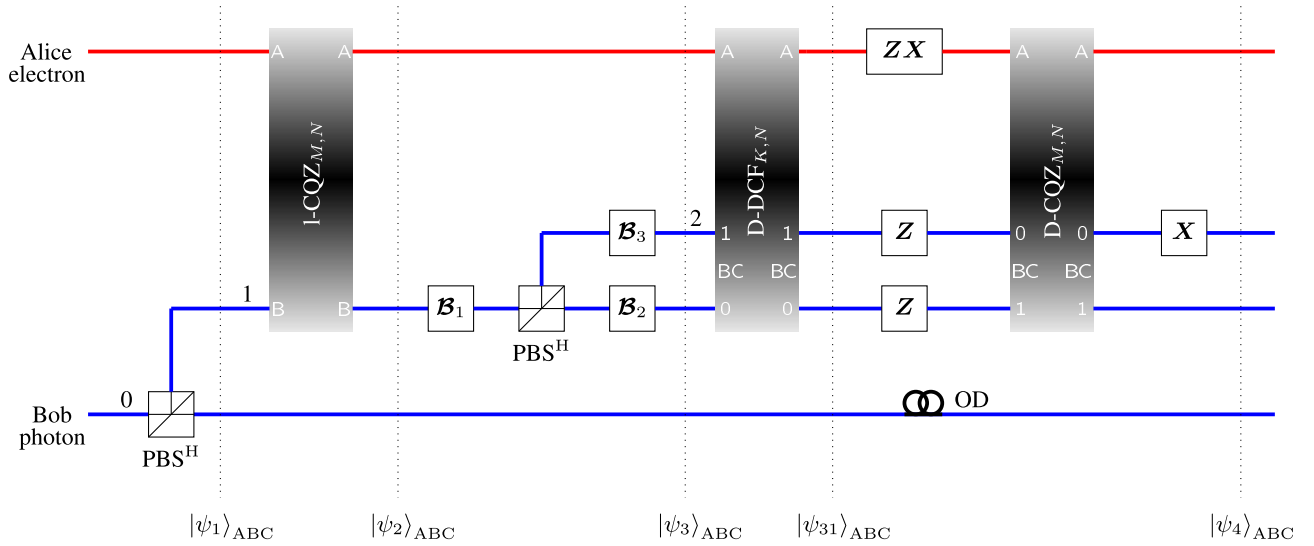 Alice
electron
A
A
1-CQZ_{M,N}
B
B
1
𝓑₁
PBS^H
𝓑₃
𝓑₂
2
A
A
D-DCF_{K,N}
1
1
BC
BC
0
0
ZX
Z
Z
A
A
D-CQZ_{M,N}
0
0
BC
BC
1
1
X
Bob
photon
0
PBS^H
OD
|ψ₁⟩_{ABC}
|ψ₂⟩_{ABC}
|ψ₃⟩_{ABC}
|ψ₃₁⟩_{ABC}
|ψ₄⟩_{ABC}